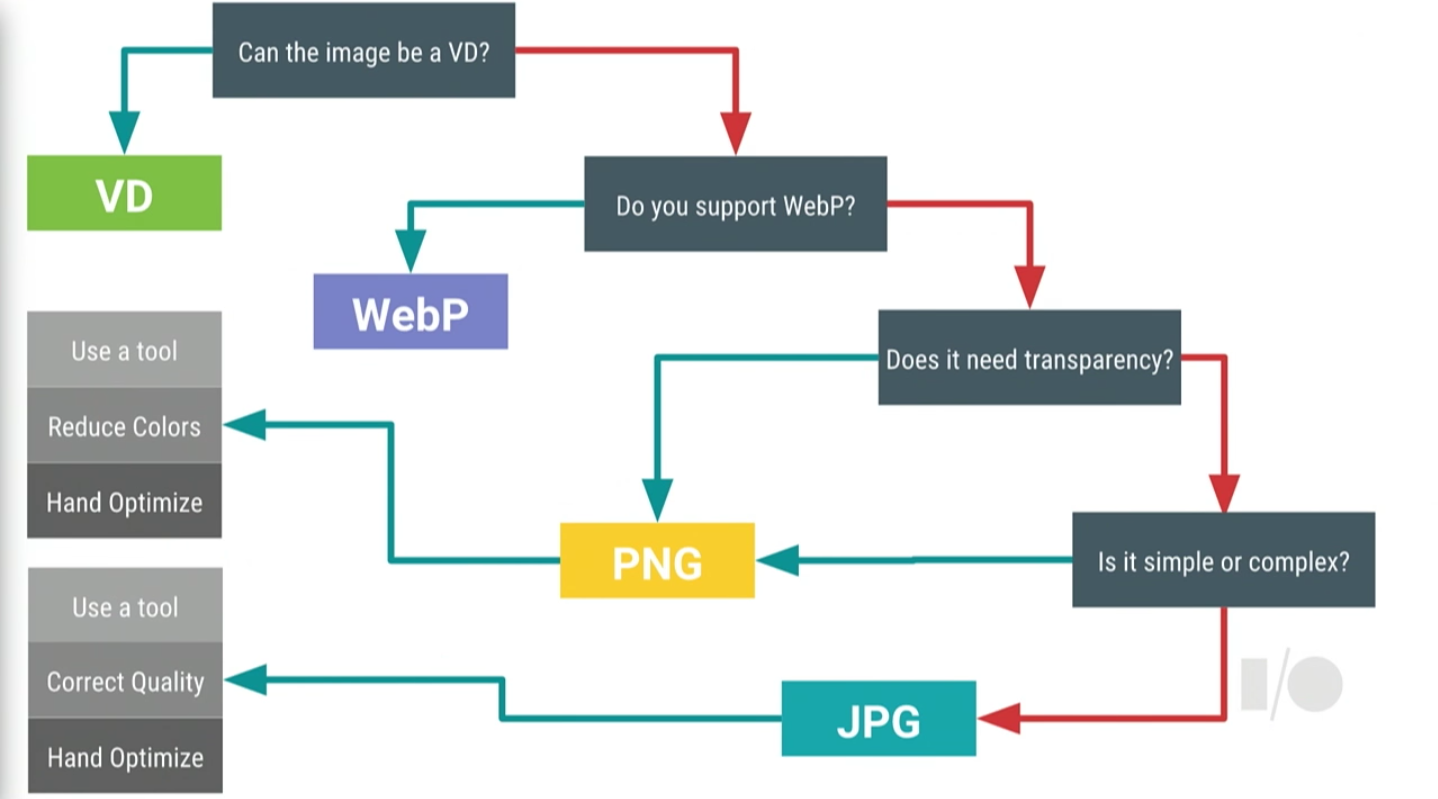 Can the image be a VD?
VD
Do you support WebP?
WebP
Does it need transparency?
Use a tool
Reduce Colors
Hand Optimize
PNG
Is it simple or complex?
Use a tool
Correct Quality
Hand Optimize
JPG
I/O